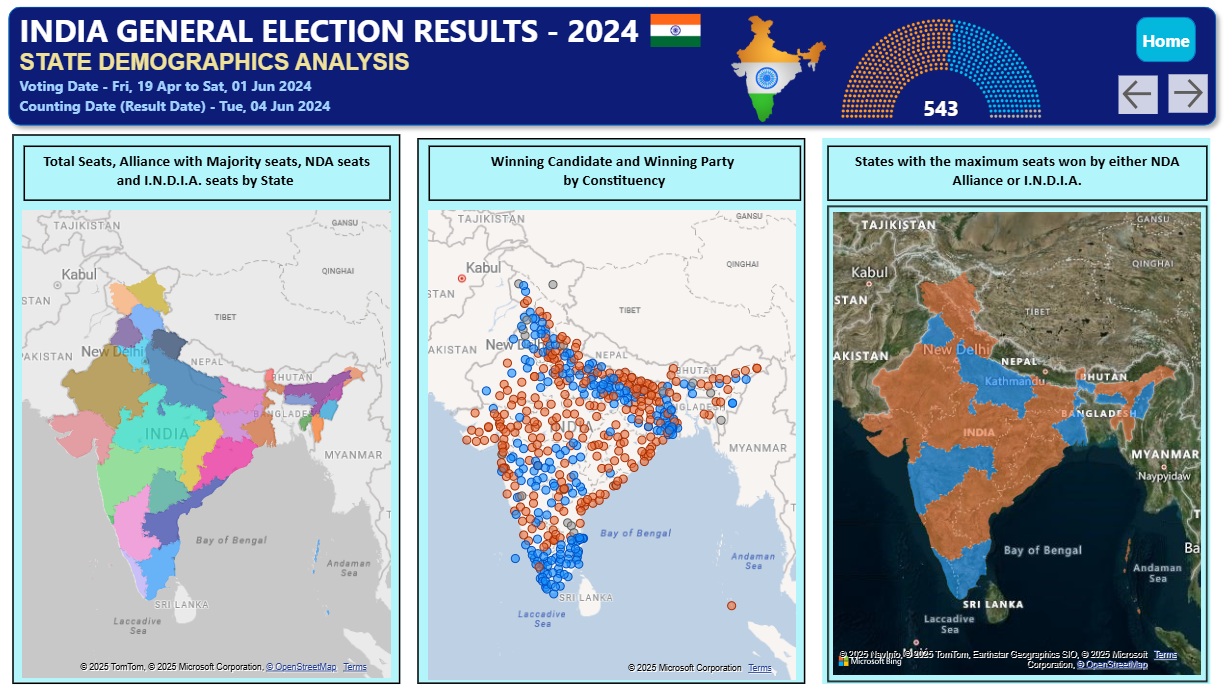 INDIA GENERAL ELECTION RESULTS - 2024
STATE DEMOGRAPHICS ANALYSIS
Voting Date - Fri, 19 Apr to Sat, 01 Jun 2024
Counting Date (Result Date) - Tue, 04 Jun 2024
543
Home
Total Seats, Alliance with Majority seats, NDA seats
and I.N.D.I.A. seats by State
TAJIKISTAN
GANSU
Kabul
QINGHAI
STAN
TIBET
AKISTAN
New Delhi
NEPAL
BHUTAN
BANGLADESH
INDIA
MYANMAR
Bay of Bengal
Andaman
Sea
SRI LANKA
Laccadive
Sea
© 2025 TomTom, © 2025 Microsoft Corporation, © OpenStreetMap Terms
Winning Candidate and Winning Party
by Constituency
TAJIKISTAN
GANSU
Kabul
QINGHAI
STAN
TIBET
AKISTAN
NEPAL
BHUTAN
MYANMAR
Bay of Bengal
Andaman
Sea
SRI LANKA
Laccadive
Sea
© 2025 Microsoft Corporation Terms
States with the maximum seats won by either NDA
Alliance or I.N.D.I.A.
TAJIKISTAN
GANSU
Kabul
QINGHAI
STAN
TIBET
AKISTAN
New Delhi
NEPAL
Kathmandu
BHUTAN
BANGLADESH
INDIA
MYANMAR
Naypyidaw
T
Ba
Bay of Bengal
Andaman
Sea
SRI LANKA
Laccadive
Sea
Microsoft Bing
© 2025 NavInfo, © 2025 TomTom, Earthstar Geographics SIO, © 2025 Microsoft Terms
Corporation, © OpenStreetMap